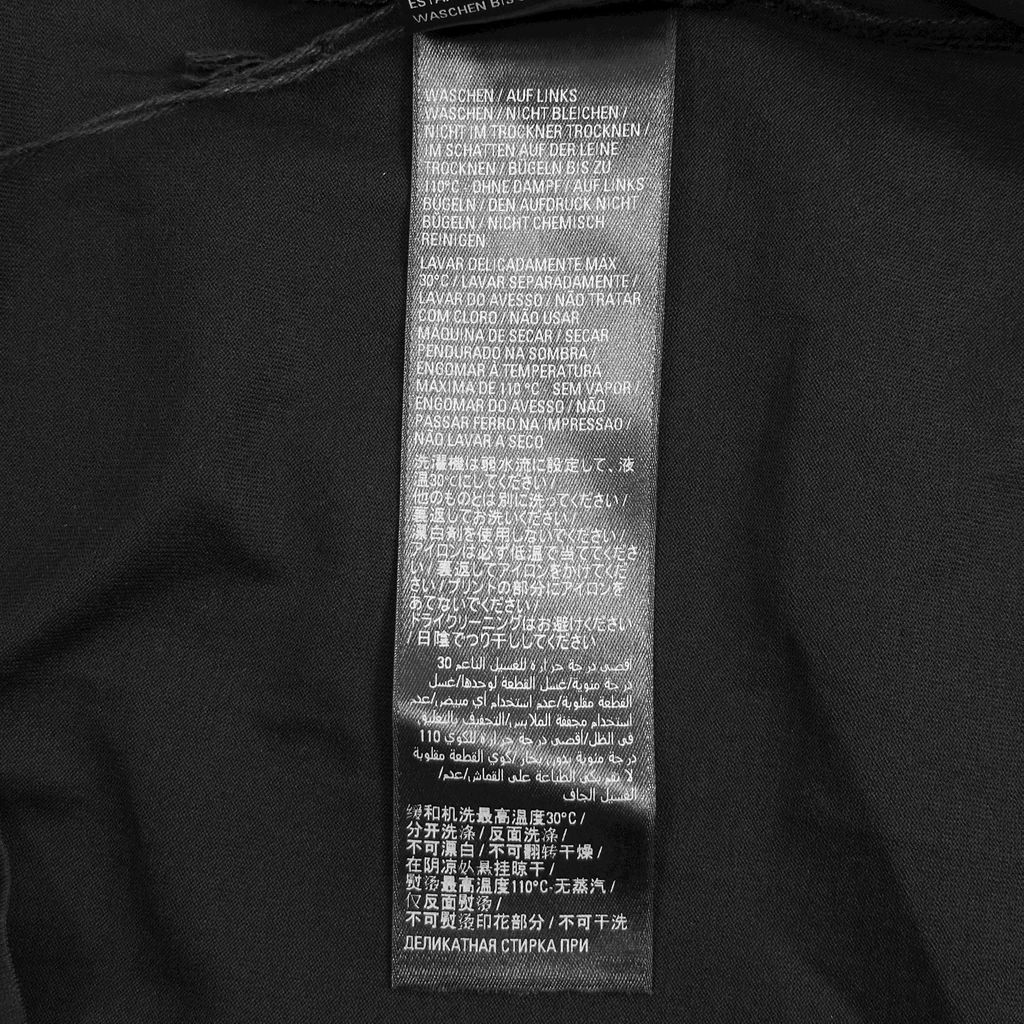 WASCHEN BIS
WASCHEN / AUF LINKS
WASCHEN / NICHT BLEICHEN /
NICHT IM TROCKNER TROCKNEN /
IM SCHATTEN AUF DER LEINE
TROCKNEN / BÜGELN BIS ZU
110°C - OHNE DAMPF / AUF LINKS
BÜGELN / DEN AUFDRUCK NICHT
BÜGELN / NICHT CHEMISCH
REINIGEN
LAVAR DELICADAMENTE MÁX
30°C / LAVAR SEPARADAMENTE /
LAVAR DO AVESSO / NÃO TRATAR
COM CLORO / NÃO USAR
MÁQUINA DE SECAR / SECAR
PENDURADO NA SOMBRA /
ENGOMAR À TEMPERATURA
MÁXIMA DE 110 °C - SEM VAPOR /
ENGOMAR DO AVESSO / NÃO
PASSAR FERRO NA IMPRESSÃO /
NÃO LAVAR A SECO
洗濯機は弱水流に設定して、液
温30℃にしてください /
他のものとは別に洗ってください /
裏返してお洗いください /
漂白剤を使用しないでください /
アイロンは必ず低温で当ててくださ
い / 裏返してアイロンをかけてくだ
さい / プリントの部分にアイロンを
あてないでください /
ドライクリーニングはお避けください
/ 日陰でつり干ししてください
أقصى درجة حرارة للغسيل الناعم 30
درجة مئوية/غسل القطعة لوحدها/غسل
القطعة مقلوبة/عدم استخدام أي مبيض/عدم
استخدام مجففة الملابس/التجفيف بالتعليق
في الظل/أقصى درجة حرارة للكوي 110
درجة مئوية بدون بخار/كوي القطعة مقلوبة
لا تقم بكي الطباعة على القماش/عدم/
الغسيل الجاف
缓和机洗最高温度30°C /
分开洗涤 / 反面洗涤 /
不可漂白 / 不可翻转干燥 /
在阴凉处悬挂晾干 /
熨烫最高温度110°C-无蒸汽 /
仅反面熨烫 /
不可熨烫印花部分 / 不可干洗
ДЕЛИКАТНАЯ СТИРКА ПРИ